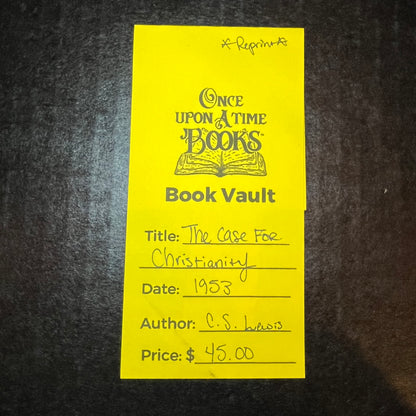 ☆Reprint☆
ONCE
UPON A TIME
BOOKS
Book Vault
Title: The Case For
Christianity
Date: 1953
Author: C.S. Lewis
Price: $ 45.00